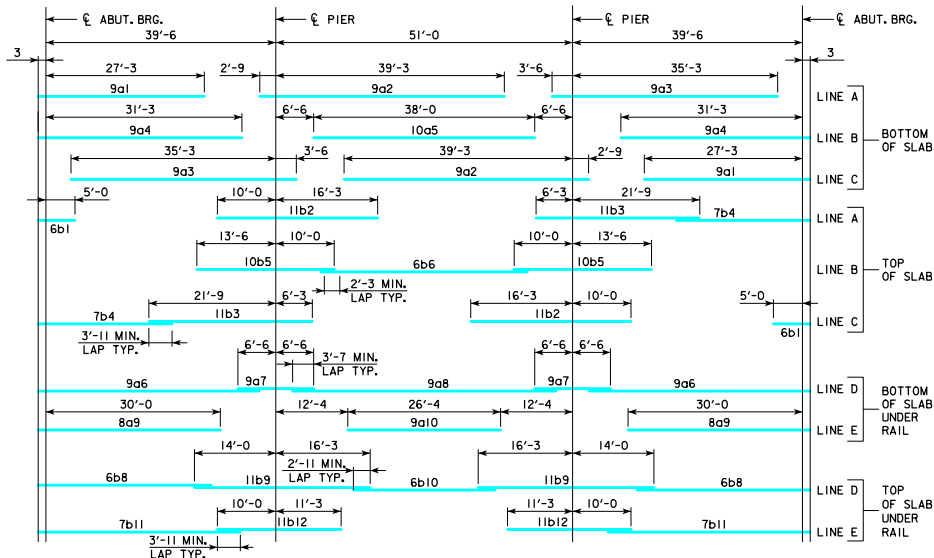 ℄ ABUT. BRG. ℄ PIER ℄ PIER ℄ ABUT. BRG.
39'-6 51'-0 39'-6
3 3
27'-3 2'-9 39'-3 3'-6 35'-3
9a1 9a2 9a3 LINE A
31'-3 6'-6 38'-0 6'-6 31'-3
9a4 10a5 9a4 LINE B
BOTTOM
OF SLAB
35'-3 3'-6 39'-3 2'-9 27'-3
9a3 9a2 9a1 LINE C
5'-0 10'-0 16'-3 6'-3 21'-9
6b1 11b2 11b3 7b4 LINE A
13'-6 10'-0 10'-0 13'-6
10b5 6b6 10b5 LINE B
TOP
OF SLAB
2'-3 MIN.
LAP TYP.
21'-9 6'-3 16'-3 10'-0 5'-0
7b4 11b3 11b2 6b1 LINE C
3'-11 MIN.
LAP TYP.
6'-6 6'-6 3'-7 MIN.
LAP TYP.
6'-6 6'-6
9a6 9a7 9a8 9a7 9a6 LINE D
30'-0 12'-4 26'-4 12'-4 30'-0
8a9 9a10 8a9 LINE E
BOTTOM
OF SLAB
UNDER
RAIL
14'-0 16'-3 16'-3 14'-0
2'-11 MIN.
LAP TYP.
6b8 11b9 6b10 11b9 6b8 LINE D
10'-0 11'-3 11'-3 10'-0
7b11 11b12 11b12 7b11 LINE E
3'-11 MIN.
LAP TYP.
TOP
OF SLAB
UNDER
RAIL